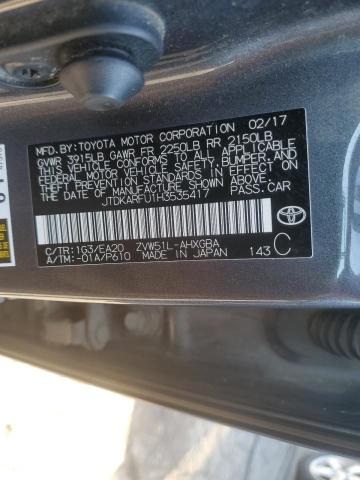 MFD.BY:TOYOTA MOTOR CORPORATION 02/17
GVWR 3915LB GAWR FR 2250LB RR 2150LB
THIS VEHICLE CONFORMS TO ALL APPLICABLE
FEDERAL MOTOR VEHICLE SAFETY, BUMPER, AND
THEFT PREVENTION STANDARDS IN EFFECT ON
THE DATE OF MANUFACTURE SHOWN ABOVE.
JTDKARFU1H3535417 PASS.CAR
TOYOTA
C/TR:1G3/EA20 ZVW51L-AHXGBA
A/TM:-01A/P610 MADE IN JAPAN 143 C